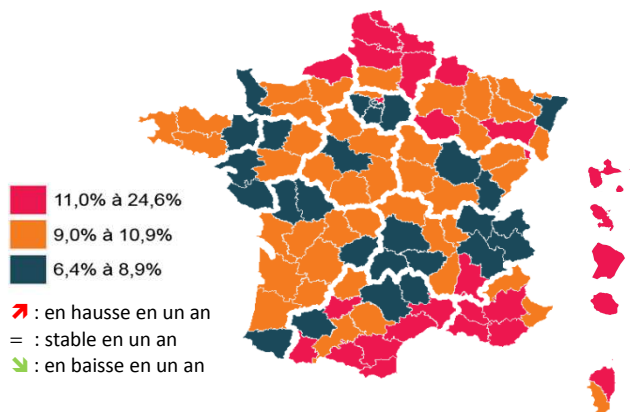 11,0% à 24,6%
9,0% à 10,9%
6,4% à 8,9%
: en hausse en un an
= : stable en un an
: en baisse en un an